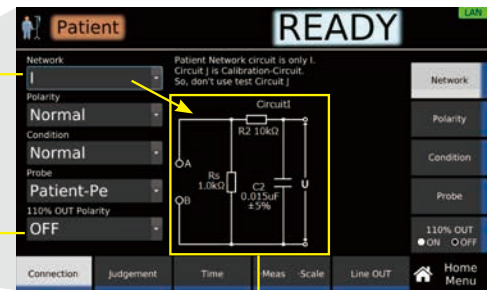 LAN
Patient
READY
Network
I
Patient Network circuit is only I.
Circuit J is Calibration-Circuit.
So, don't use test Circuit J
Polarity
Normal
Condition
Normal
Probe
Patient-Pe
110% OUT Polarity
OFF
CircuitI
R2 10kΩ
A
B
Rs
1.0kΩ
C2
0.015uF
±5%
U
Network
Polarity
Condition
Probe
110% OUT
ON OFF
Connection
Judgement
Time
Meas Scale
Line OUT
Home
Menu